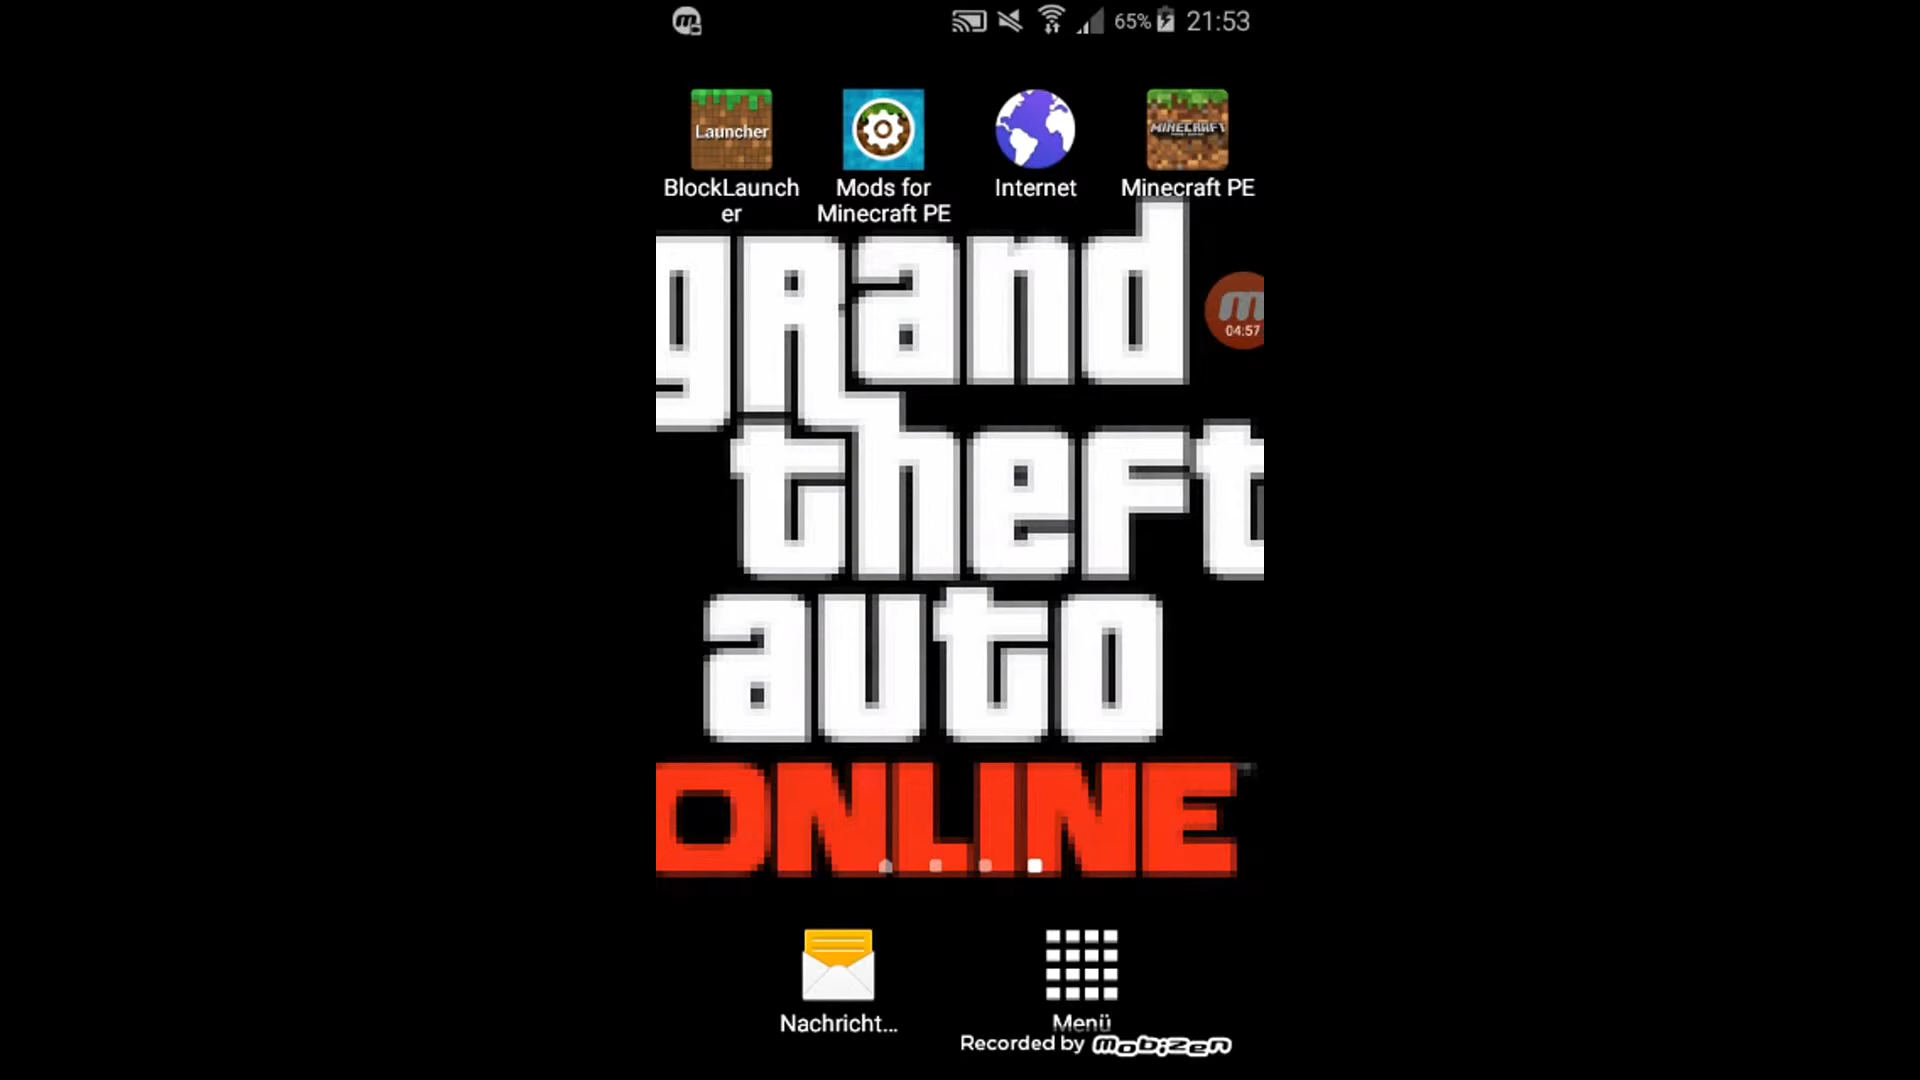 65% 21:53
Launcher
MINECRAFT
BlockLaunch
er
Mods for
Minecraft PE
Internet
Minecraft PE
grand
theft
auto
ONLINE
04:57
Nachricht...
Menü
Recorded by mobizen